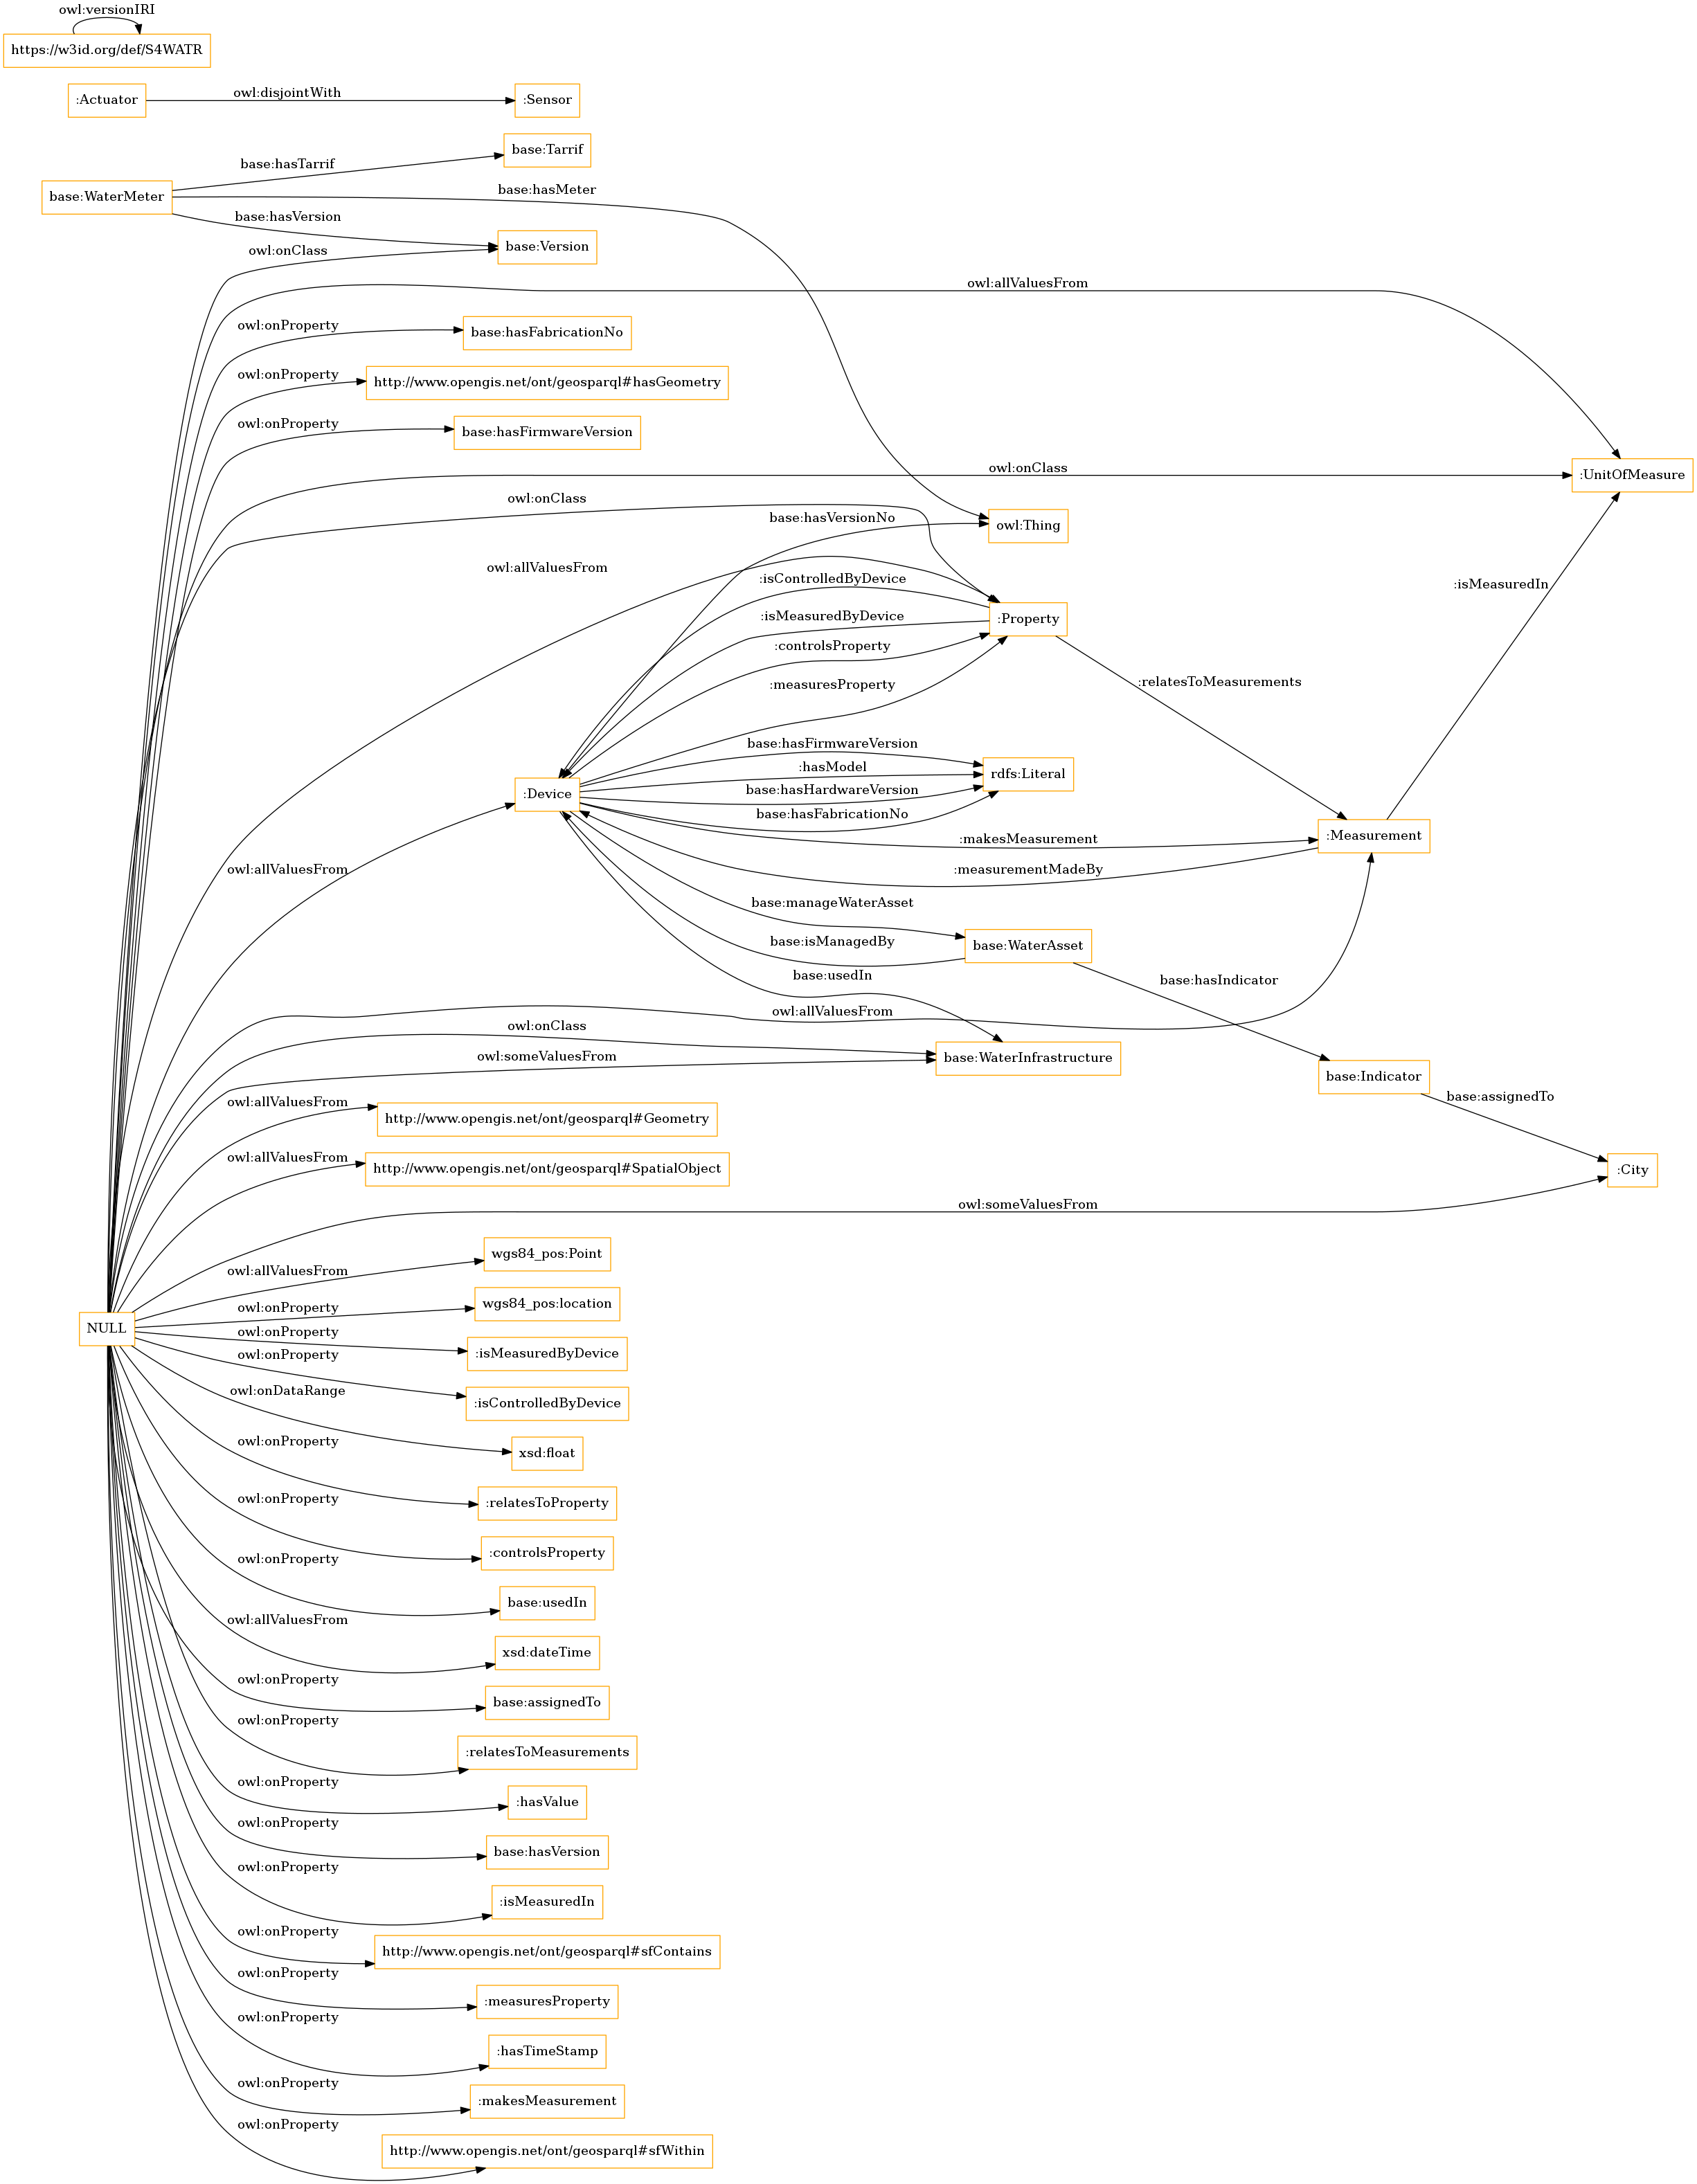 owl:versionIRI
https://w3id.org/def/S4WATR
:Actuator
owl:disjointWith
:Sensor
base:WaterMeter
base:hasTarrif
base:Tarrif
base:hasMeter
base:hasVersion
base:Version
owl:onClass
owl:allValuesFrom
owl:onProperty
base:hasFabricationNo
owl:onProperty
http://www.opengis.net/ont/geosparql#hasGeometry
owl:onProperty
base:hasFirmwareVersion
owl:onClass
:UnitOfMeasure
owl:onClass
base:hasVersionNo
owl:Thing
owl:allValuesFrom
:isControlledByDevice
:isMeasuredIn
:isMeasuredByDevice
:Property
:controlsProperty
:measuresProperty
:relatesToMeasurements
base:hasFirmwareVersion
:hasModel
rdfs:Literal
:Device
base:hasHardwareVersion
base:hasFabricationNo
:makesMeasurement
:Measurement
owl:allValuesFrom
:measurementMadeBy
base:manageWaterAsset
base:isManagedBy
base:WaterAsset
base:usedIn
base:hasIndicator
owl:allValuesFrom
owl:onClass
owl:someValuesFrom
base:WaterInfrastructure
base:Indicator
base:assignedTo
owl:allValuesFrom
http://www.opengis.net/ont/geosparql#Geometry
owl:allValuesFrom
http://www.opengis.net/ont/geosparql#SpatialObject
:City
owl:someValuesFrom
NULL
owl:allValuesFrom
wgs84_pos:Point
owl:onProperty
wgs84_pos:location
owl:onProperty
:isMeasuredByDevice
owl:onProperty
:isControlledByDevice
owl:onDataRange
xsd:float
owl:onProperty
:relatesToProperty
owl:onProperty
:controlsProperty
owl:onProperty
base:usedIn
owl:allValuesFrom
xsd:dateTime
owl:onProperty
base:assignedTo
owl:onProperty
:relatesToMeasurements
owl:onProperty
:hasValue
owl:onProperty
base:hasVersion
owl:onProperty
:isMeasuredIn
owl:onProperty
http://www.opengis.net/ont/geosparql#sfContains
owl:onProperty
:measuresProperty
owl:onProperty
:hasTimeStamp
owl:onProperty
:makesMeasurement
owl:onProperty
http://www.opengis.net/ont/geosparql#sfWithin